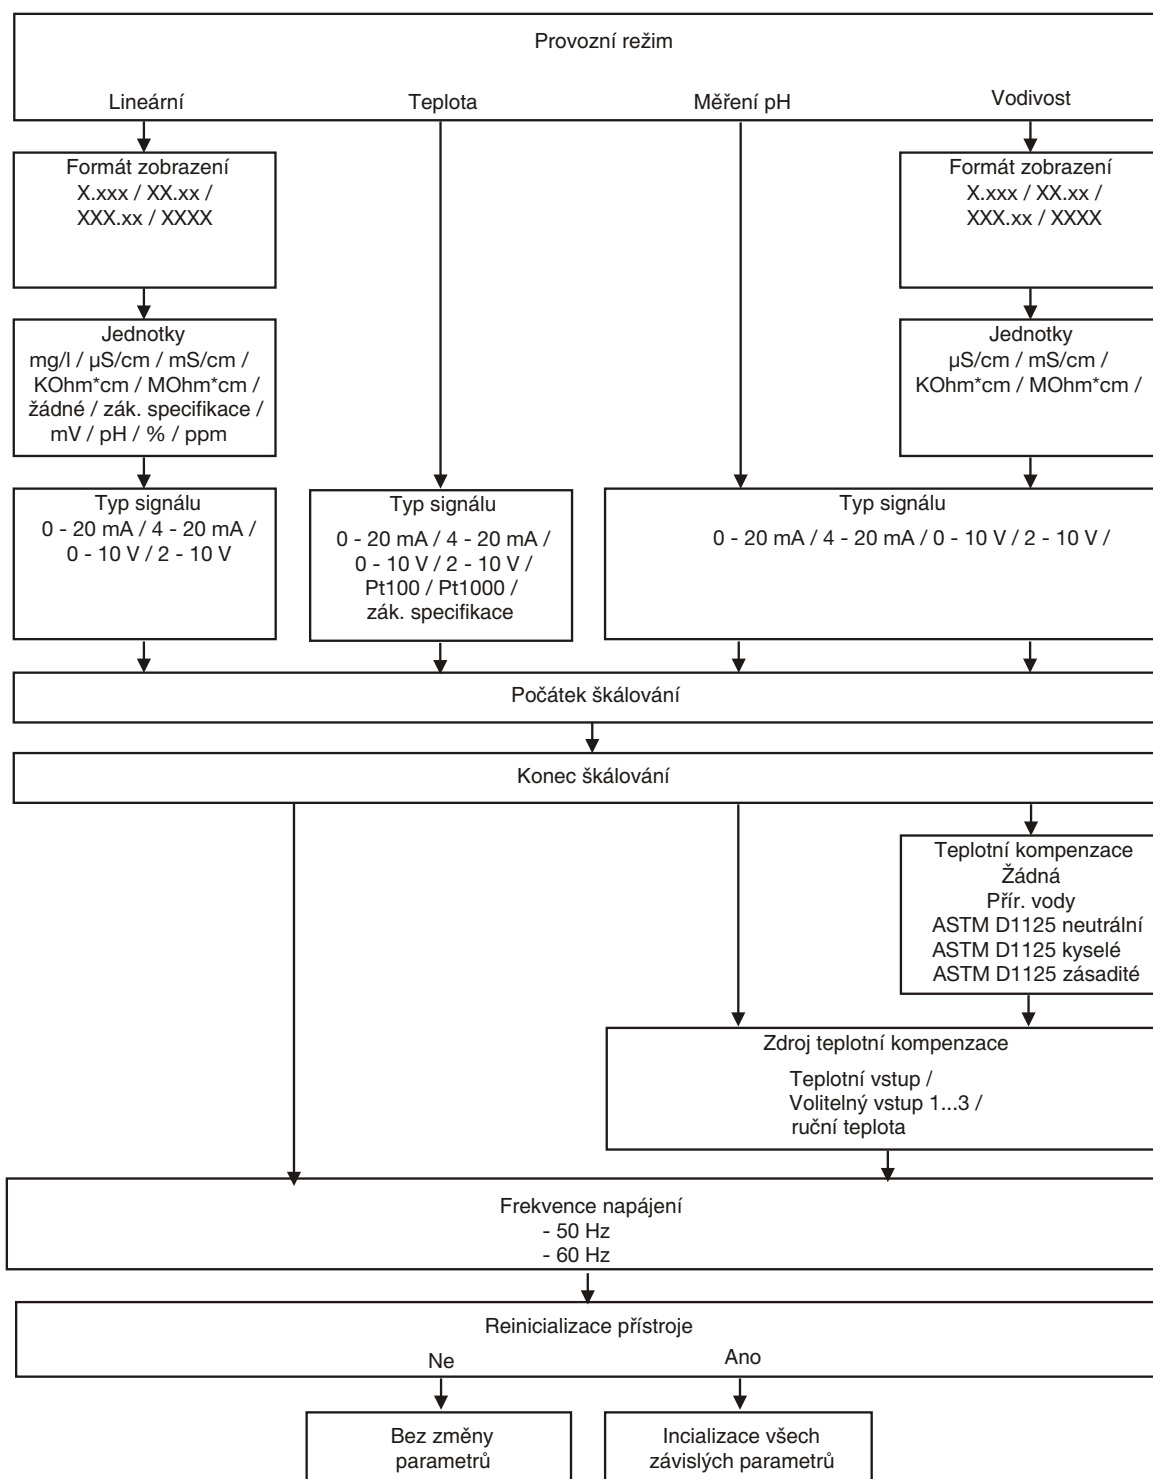 Provozní režim
Lineární
Teplota
Měření pH
Vodivost
Formát zobrazení
X.xxx / XX.xx /
XXX.xx / XXXX
Formát zobrazení
X.xxx / XX.xx /
XXX.xx / XXXX
Jednotky
mg/l / µS/cm / mS/cm /
KOhm*cm / MOhm*cm /
žádné / zák. specifikace /
mV / pH / % / ppm
Jednotky
µS/cm / mS/cm /
KOhm*cm / MOhm*cm /
Typ signálu
0 - 20 mA / 4 - 20 mA /
0 - 10 V / 2 - 10 V
Typ signálu
0 - 20 mA / 4 - 20 mA /
0 - 10 V / 2 - 10 V /
Pt100 / Pt1000 /
zák. specifikace
Typ signálu
0 - 20 mA / 4 - 20 mA / 0 - 10 V / 2 - 10 V /
Počátek škálování
Konec škálování
Teplotní kompenzace
Žádná
Přír. vody
ASTM D1125 neutrální
ASTM D1125 kyselé
ASTM D1125 zásadité
Zdroj teplotní kompenzace
Teplotní vstup /
Volitelný vstup 1...3 /
ruční teplota
Frekvence napájení
- 50 Hz
- 60 Hz
Reinicializace přístroje
Ne
Ano
Bez změny
parametrů
Incializace všech
závislých parametrů